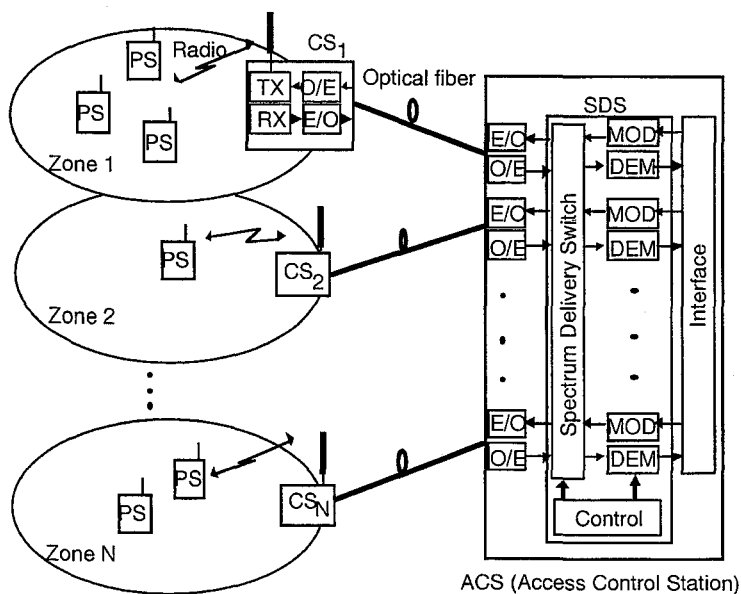 CS1
Radio
PS
TX O/E
RX E/O
PS
PS
Zone 1
Optical fiber
PS
CS2
Zone 2
PS
PS
CSN
Zone N
SDS
E/O
O/E
E/O
O/E
E/O
O/E
Spectrum Delivery Switch
MOD
DEM
MOD
DEM
MOD
DEM
Interface
Control
ACS (Access Control Station)